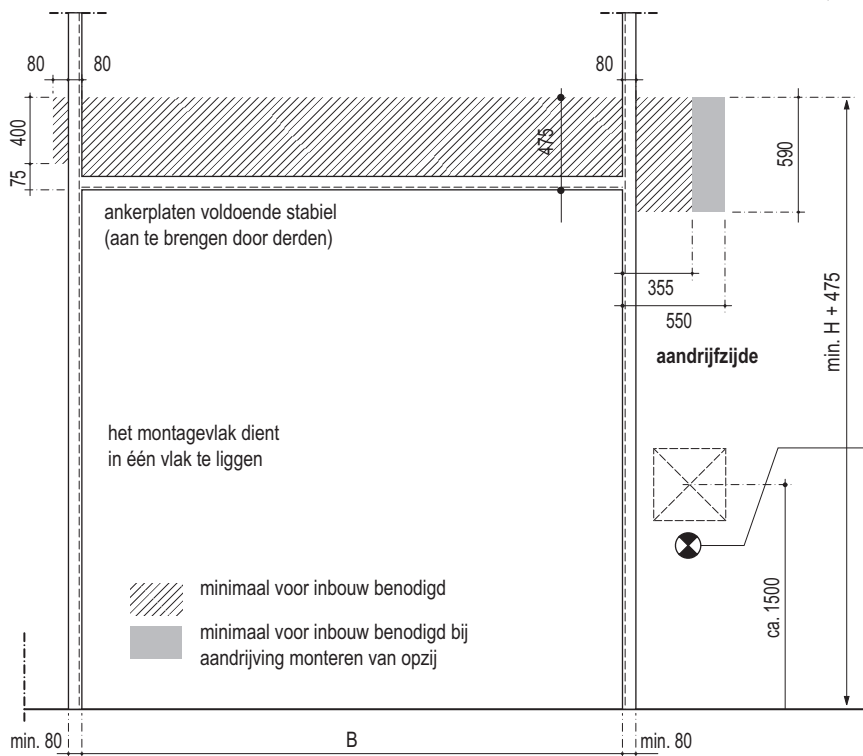 80
80
80
400
75
475
590
ankerplaten voldoende stabiel
(aan te brengen door derden)
355
550
aandrijfzijde
min. H + 475
het montagevlak dient
in één vlak te liggen
ca. 1500
minimaal voor inbouw benodigd
minimaal voor inbouw benodigd bij
aandrijving monteren van opzij
min. 80
B
min. 80